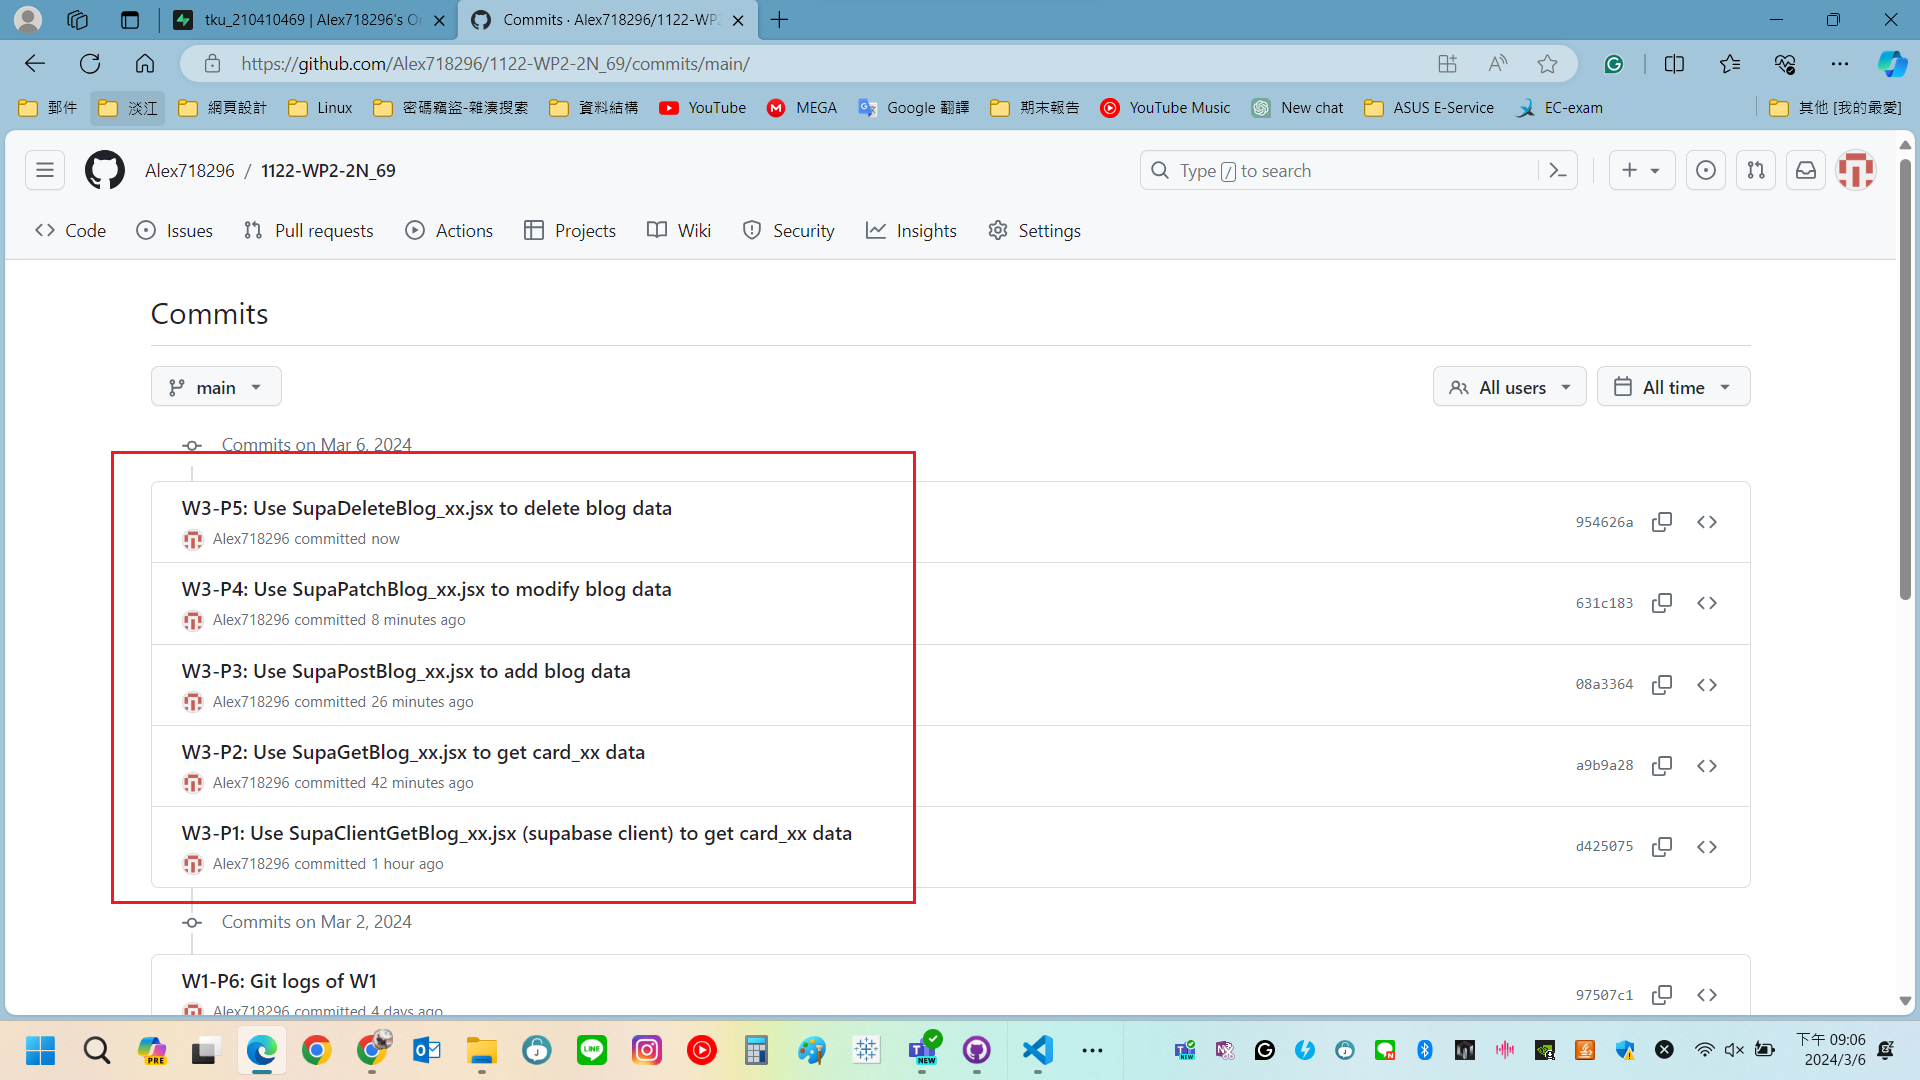 tku_210410469 | Alex718296's Or
Commits · Alex718296/1122-WP2
https://github.com/Alex718296/1122-WP2-2N_69/commits/main/
郵件
淡江
網頁設計
Linux
密碼竊盜-雜湊搜索
資料結構
YouTube
MEGA
Google 翻譯
期末報告
YouTube Music
New chat
ASUS E-Service
EC-exam
其他 [我的最愛]
Alex718296 / 1122-WP2-2N_69
Type / to search
Code
Issues
Pull requests
Actions
Projects
Wiki
Security
Insights
Settings
Commits
main
All users
All time
Commits on Mar 6, 2024
W3-P5: Use SupaDeleteBlog_xx.jsx to delete blog data
Alex718296 committed now
954626a
W3-P4: Use SupaPatchBlog_xx.jsx to modify blog data
Alex718296 committed 8 minutes ago
631c183
W3-P3: Use SupaPostBlog_xx.jsx to add blog data
Alex718296 committed 26 minutes ago
08a3364
W3-P2: Use SupaGetBlog_xx.jsx to get card_xx data
Alex718296 committed 42 minutes ago
a9b9a28
W3-P1: Use SupaClientGetBlog_xx.jsx (supabase client) to get card_xx data
Alex718296 committed 1 hour ago
d425075
Commits on Mar 2, 2024
W1-P6: Git logs of W1
Alex718296 committed 4 days ago
97507c1
下午 09:06
2024/3/6